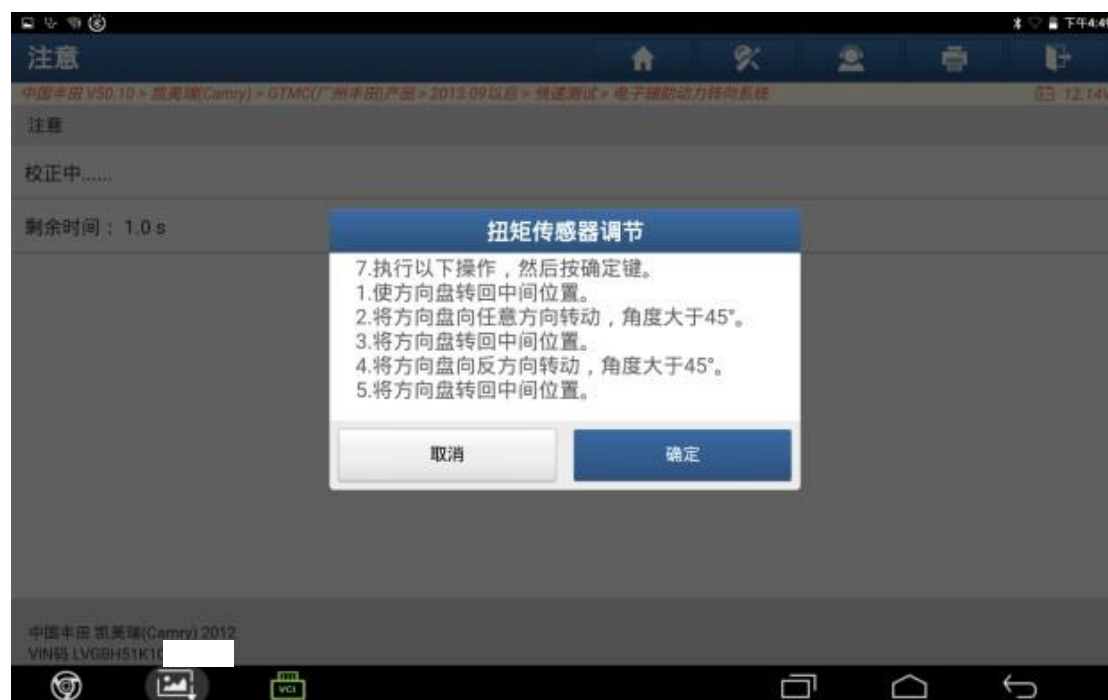 下午4:49
注意
中国丰田 V50.10 > 凯美瑞(Camry) > GTMC(广州丰田)产品 > 2013.09以后 > 快速测试 > 电子辅助动力转向系统
12.14V
注意
校正中......
剩余时间： 1.0 s
扭矩传感器调节
7.执行以下操作，然后按确定键。
1.使方向盘转回中间位置。
2.将方向盘向任意方向转动，角度大于45°。
3.将方向盘转回中间位置。
4.将方向盘向反方向转动，角度大于45°。
5.将方向盘转回中间位置。
取消
确定
中国丰田 凯美瑞(Camry) 2012
VIN码 LVGBH51K10
VCI